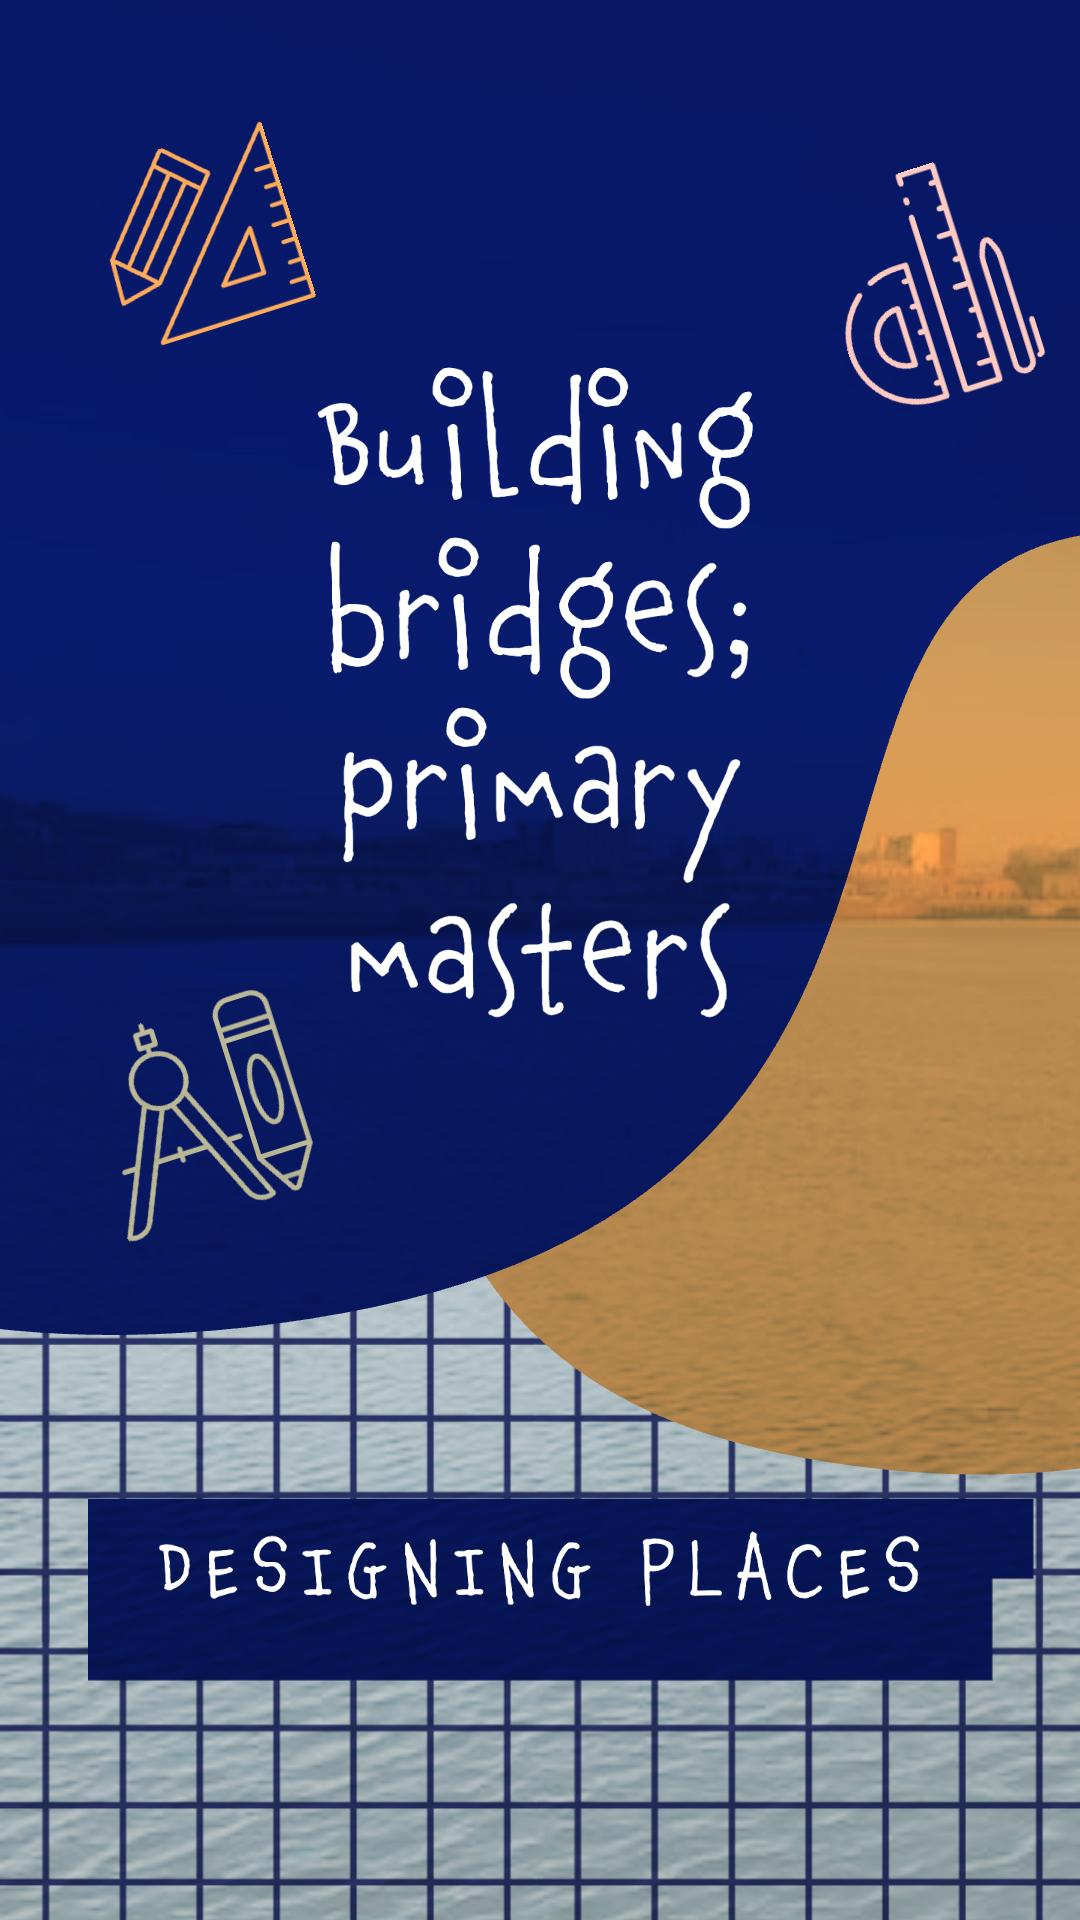 Building
bridges;
primary
masters
DESIGNING PLACES